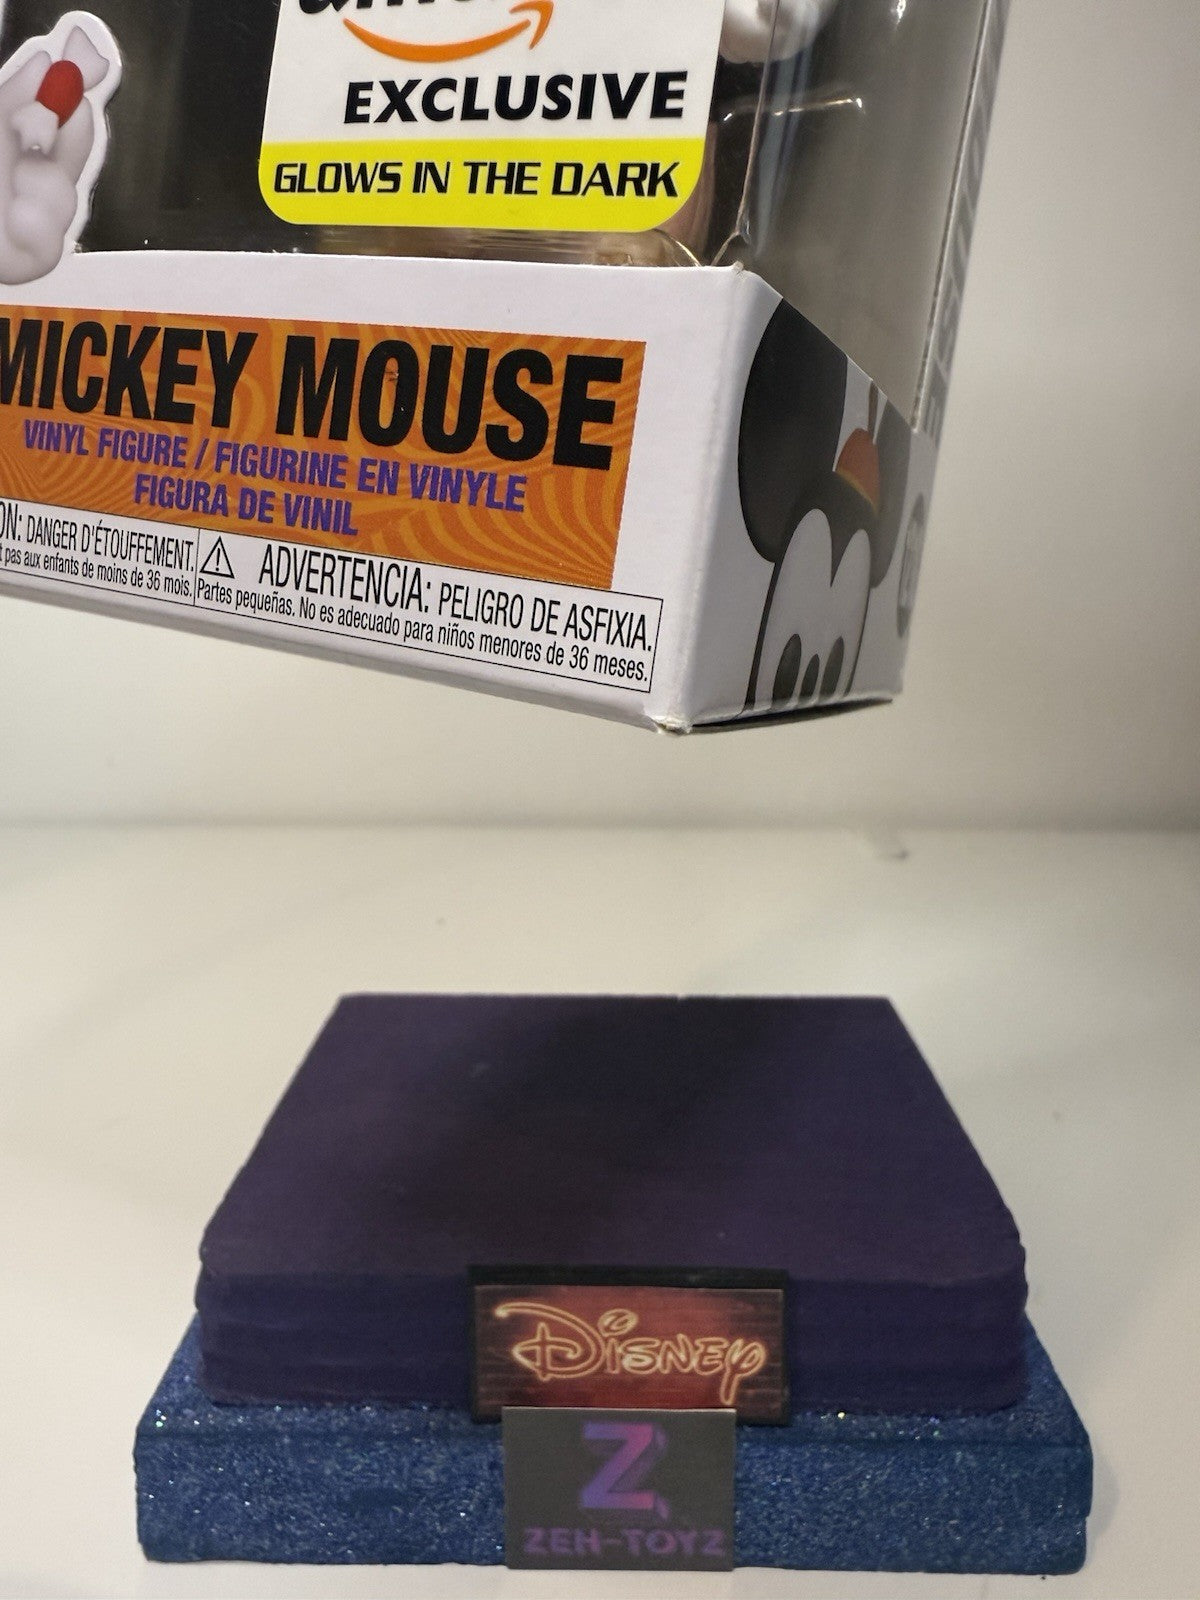 EXCLUSIVE
GLOWS IN THE DARK
MICKEY MOUSE
VINYL FIGURE / FIGURINE EN VINYLE
FIGURA DE VINIL
ON: DANGER D'ÉTOUFFEMENT.
pas aux enfants de moins de 36 mois.
ADVERTENCIA: PELIGRO DE ASFIXIA.
Partes pequeñas. No es adecuado para niños menores de 36 meses.
DISNEY
Z
ZEH-TOYZ